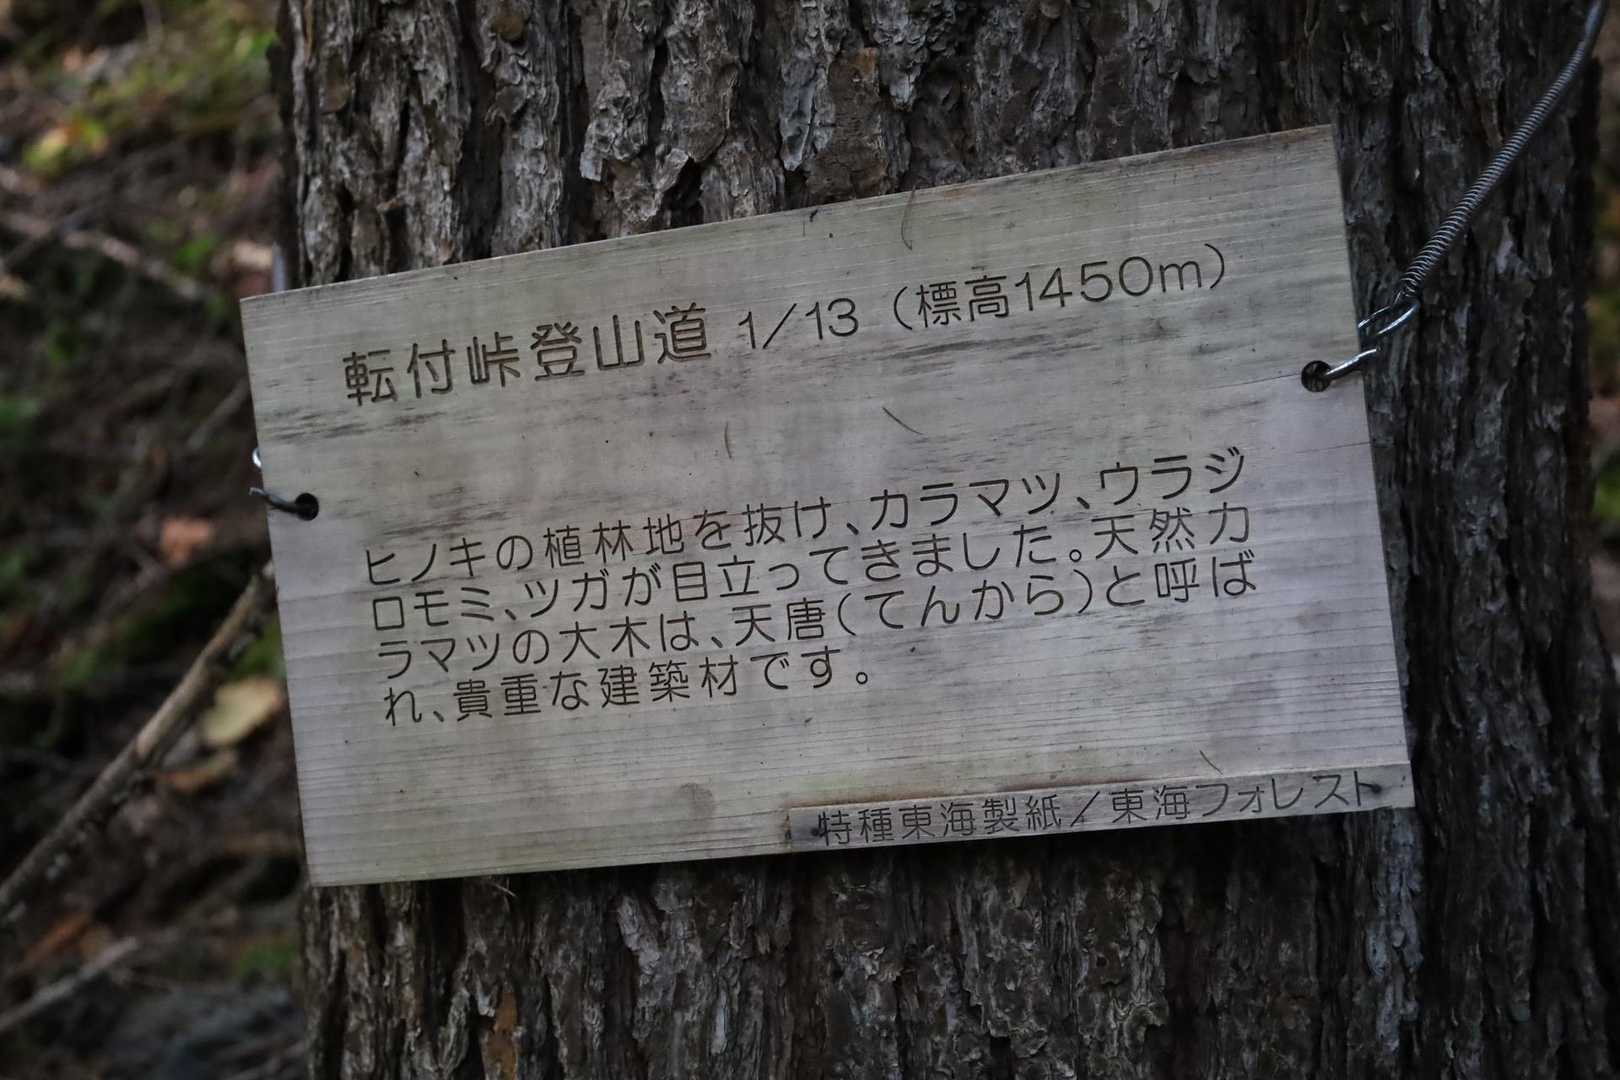 転付峠登山道 1/13（標高1450m）
ヒノキの植林地を抜け、カラマツ、ウラジ
ロモミ、ツガが目立ってきました。天然カ
ラマツの大木は、天唐（てんから）と呼ば
れ、貴重な建築材です。
特種東海製紙／東海フォレスト